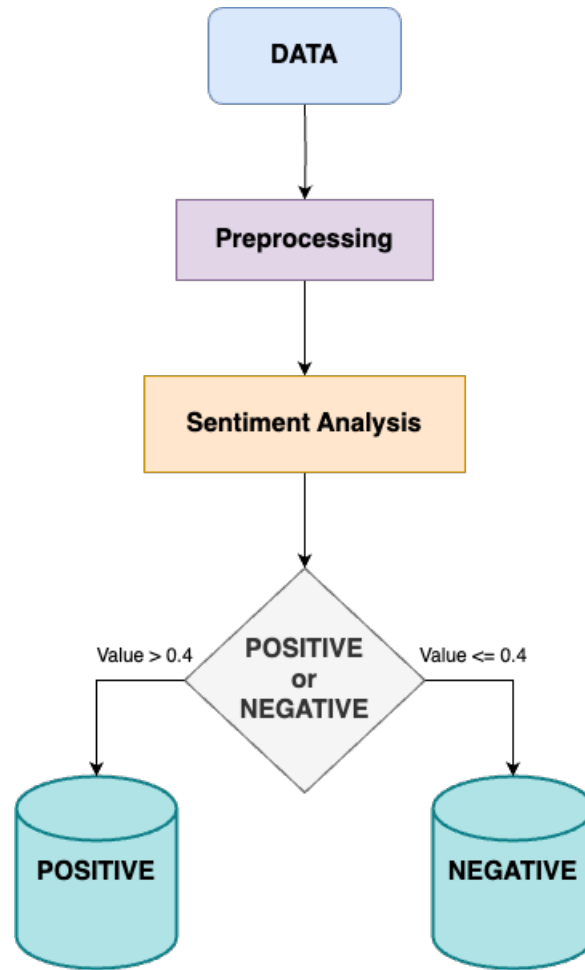 DATA
Preprocessing
Sentiment Analysis
POSITIVE
or
NEGATIVE
Value > 0.4
Value <= 0.4
POSITIVE
NEGATIVE